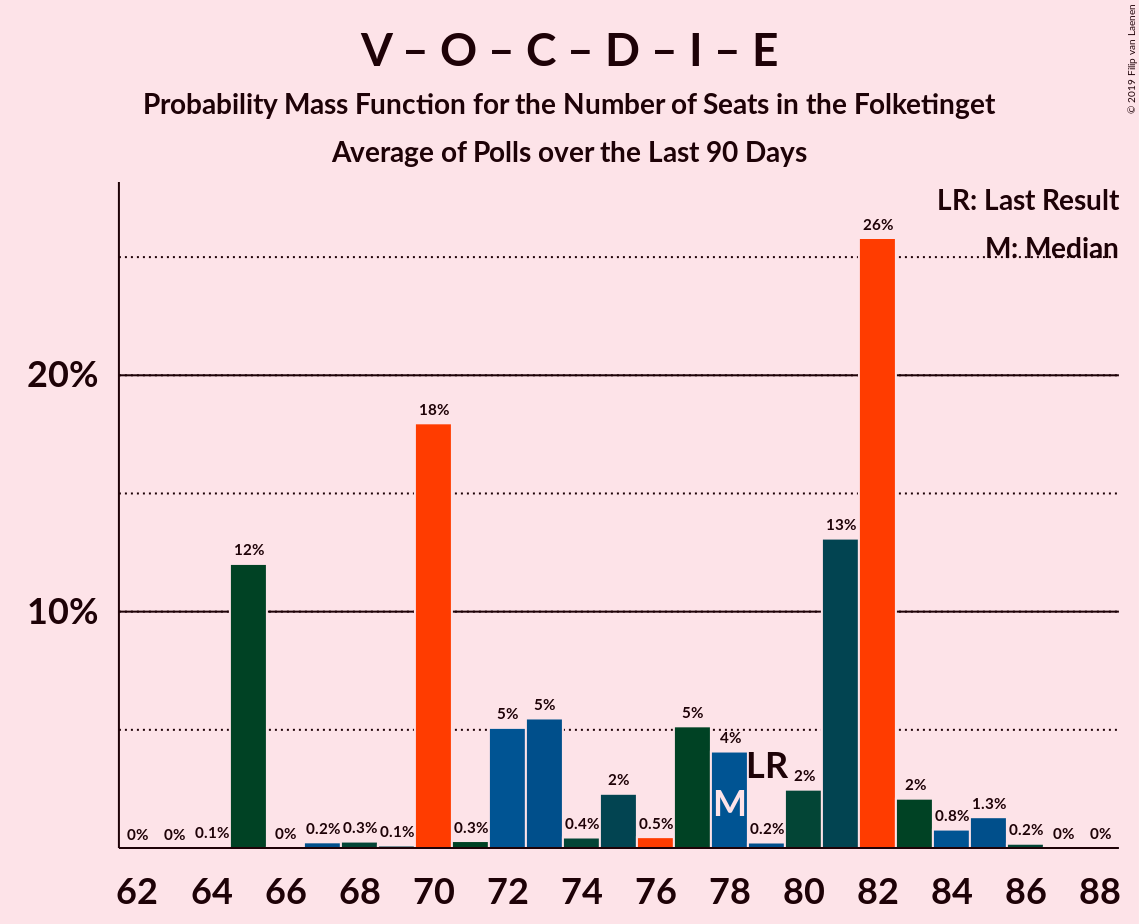 V – O – C – D – I – E
Probability Mass Function for the Number of Seats in the Folketinget
Average of Polls over the Last 90 Days
© 2019 Filip van Laenen
LR: Last Result
M: Median
26%
20%
18%
13%
12%
10%
5% 5% 5% 4%
LR
2% 2% 2%
M
0% 0% 0.1% 0% 0.2% 0.3% 0.1% 0.3% 0.4% 0.5% 0.2% 0.8% 1.3% 0.2% 0% 0%
62 64 66 68 70 72 74 76 78 80 82 84 86 88